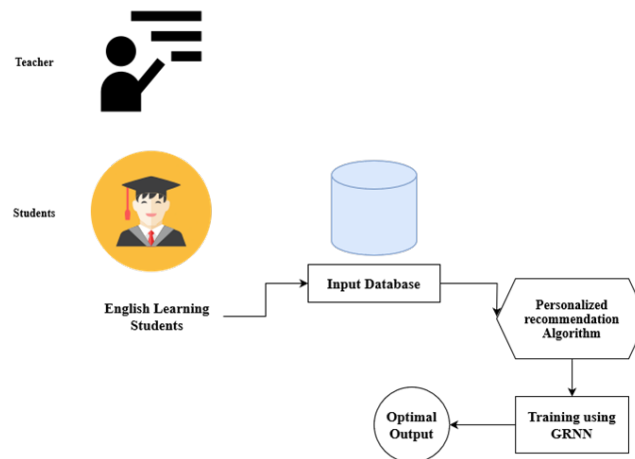 Teacher
Students
English Learning
Students
Input Database
Personalized
recommendation
Algorithm
Training using
GRNN
Optimal
Output